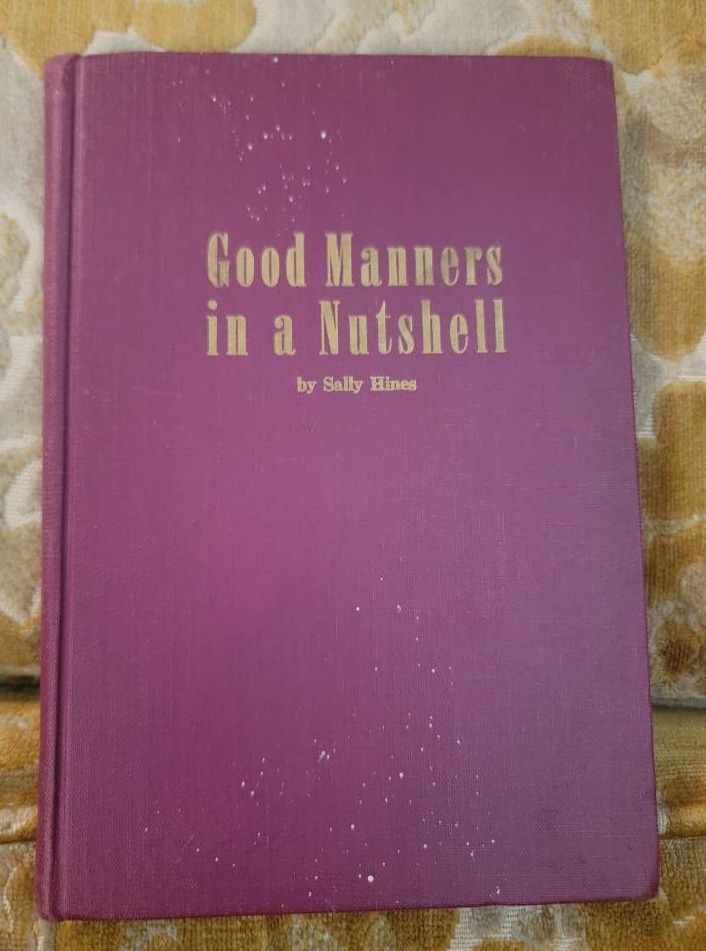 Good Manners
in a Nutshell
by Sally Hines